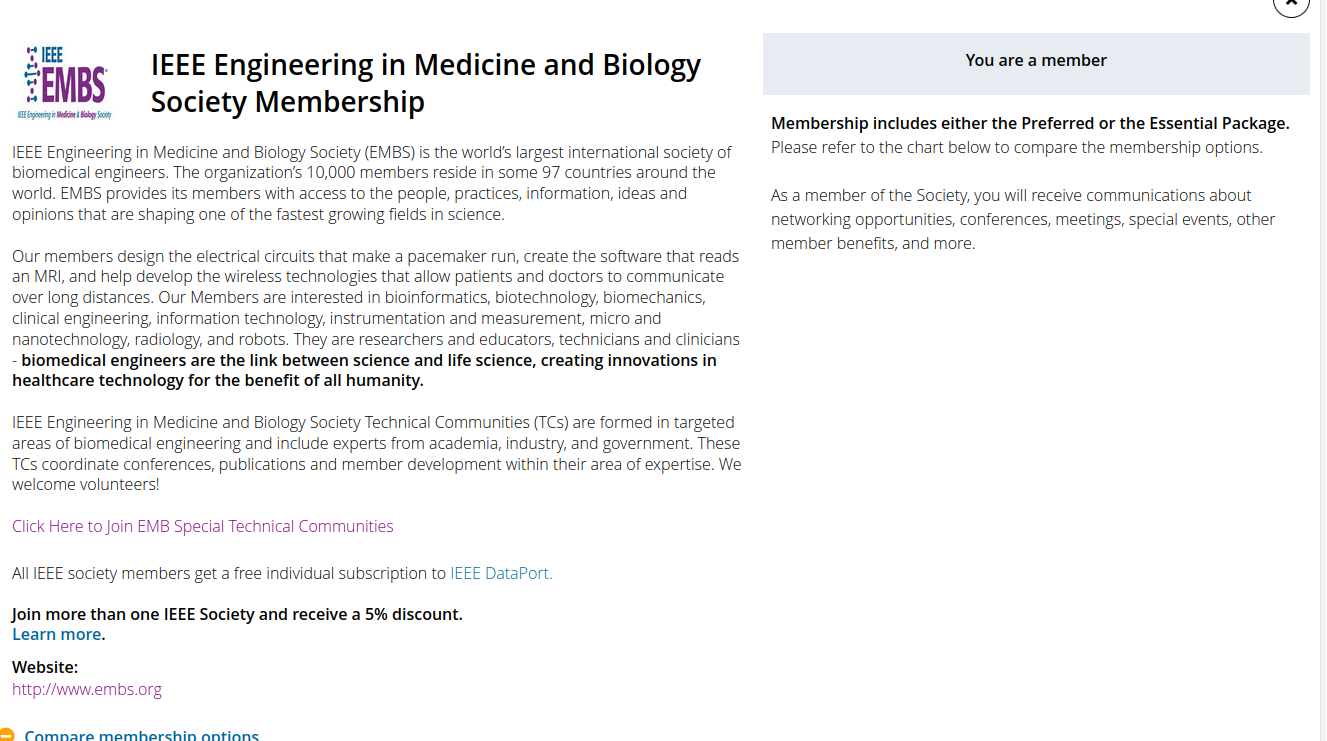 IEEE
EMBS
IEEE Engineering in Medicine & Biology Society
IEEE Engineering in Medicine and Biology
Society Membership
IEEE Engineering in Medicine and Biology Society (EMBS) is the world's largest international society of
biomedical engineers. The organization's 10,000 members reside in some 97 countries around the
world. EMBS provides its members with access to the people, practices, information, ideas and
opinions that are shaping one of the fastest growing fields in science.
Our members design the electrical circuits that make a pacemaker run, create the software that reads
an MRI, and help develop the wireless technologies that allow patients and doctors to communicate
over long distances. Our Members are interested in bioinformatics, biotechnology, biomechanics,
clinical engineering, information technology, instrumentation and measurement, micro and
nanotechnology, radiology, and robots. They are researchers and educators, technicians and clinicians
- biomedical engineers are the link between science and life science, creating innovations in
healthcare technology for the benefit of all humanity.
IEEE Engineering in Medicine and Biology Society Technical Communities (TCs) are formed in targeted
areas of biomedical engineering and include experts from academia, industry, and government. These
TCs coordinate conferences, publications and member development within their area of expertise. We
welcome volunteers!
Click Here to Join EMB Special Technical Communities
All IEEE society members get a free individual subscription to IEEE DataPort.
Join more than one IEEE Society and receive a 5% discount.
Learn more.
Website:
http://www.embs.org
Compare membership options
You are a member
Membership includes either the Preferred or the Essential Package.
Please refer to the chart below to compare the membership options.
As a member of the Society, you will receive communications about
networking opportunities, conferences, meetings, special events, other
member benefits, and more.